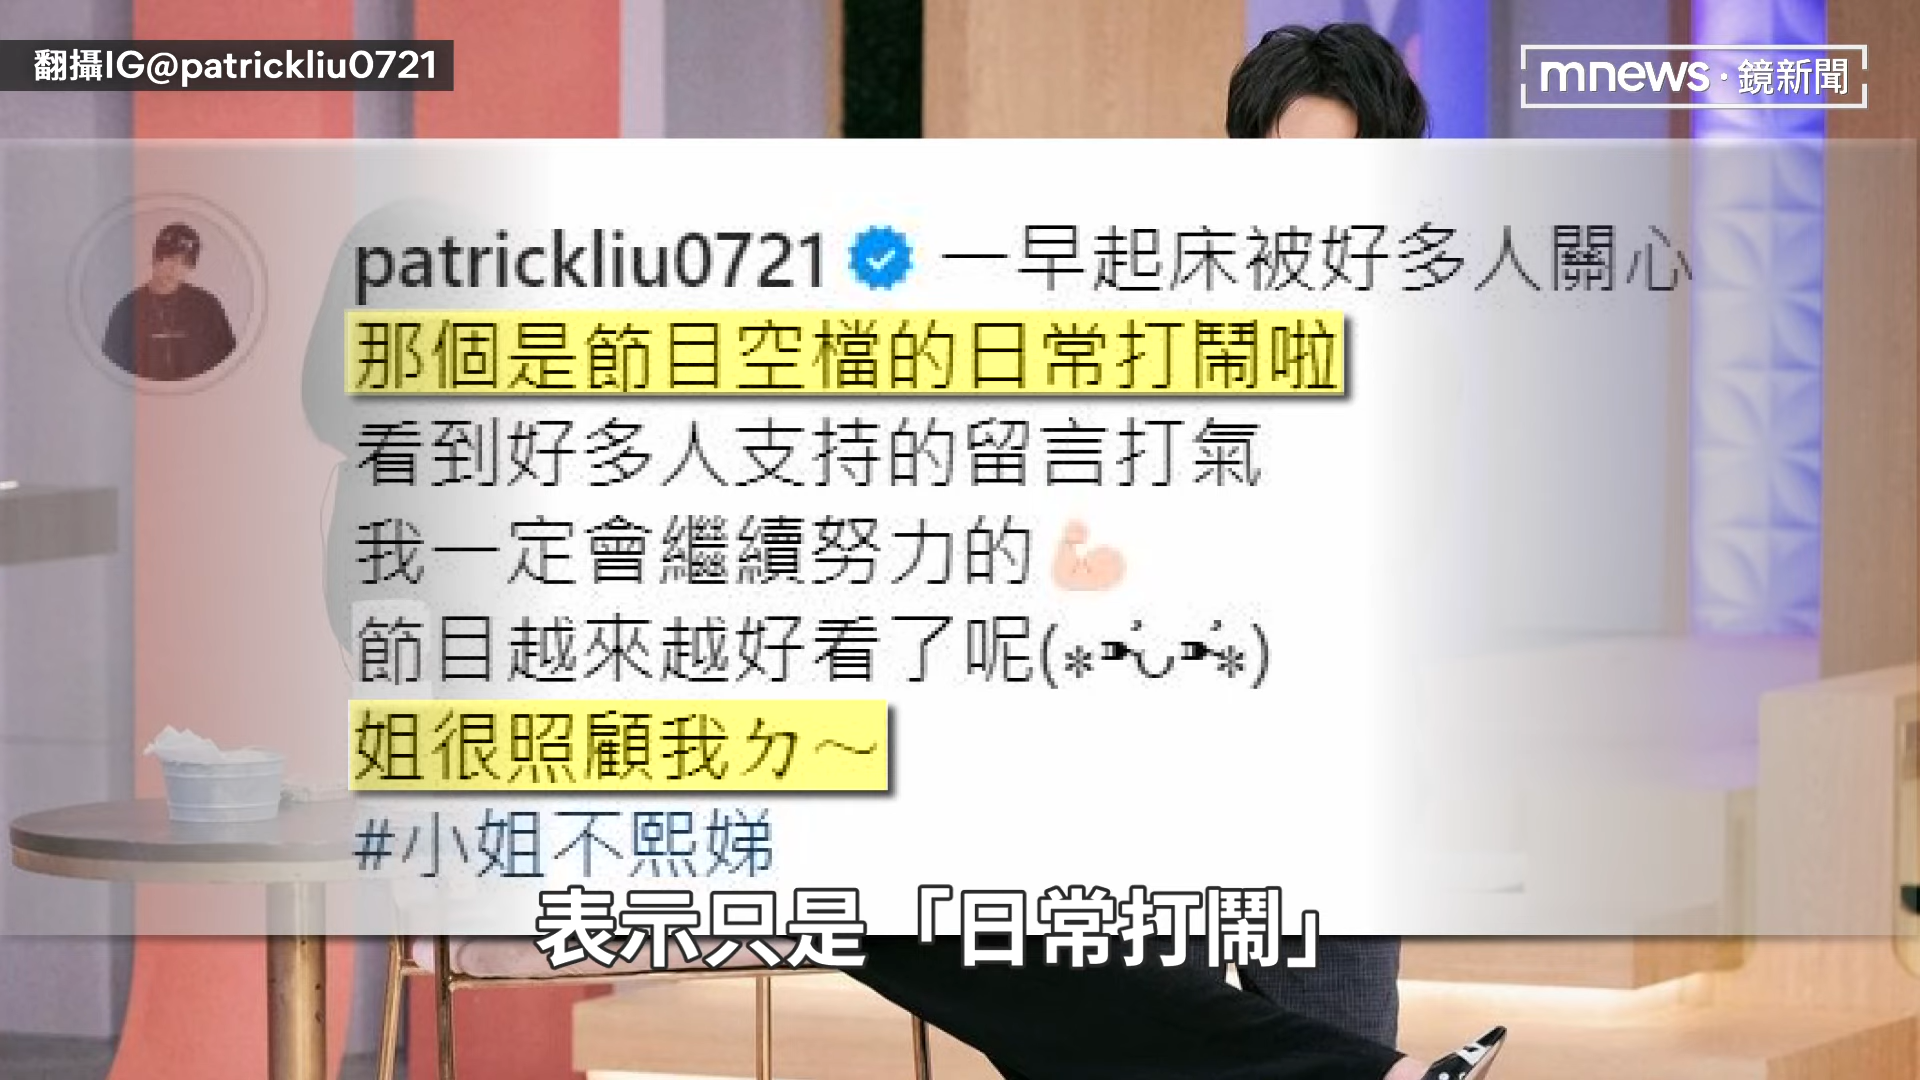 翻攝IG@patrickliu0721
mnews·鏡新聞
patrickliu0721 一早起床被好多人關心
那個是節目空檔的日常打鬧啦
看到好多人支持的留言打氣
我一定會繼續努力的💪🏻
節目越來越好看了呢(⁎⁍̴̛ᴗ⁍̴̛⁎)
姐很照顧我ㄉ～
#小姐不熙娣
表示只是「日常打鬧」